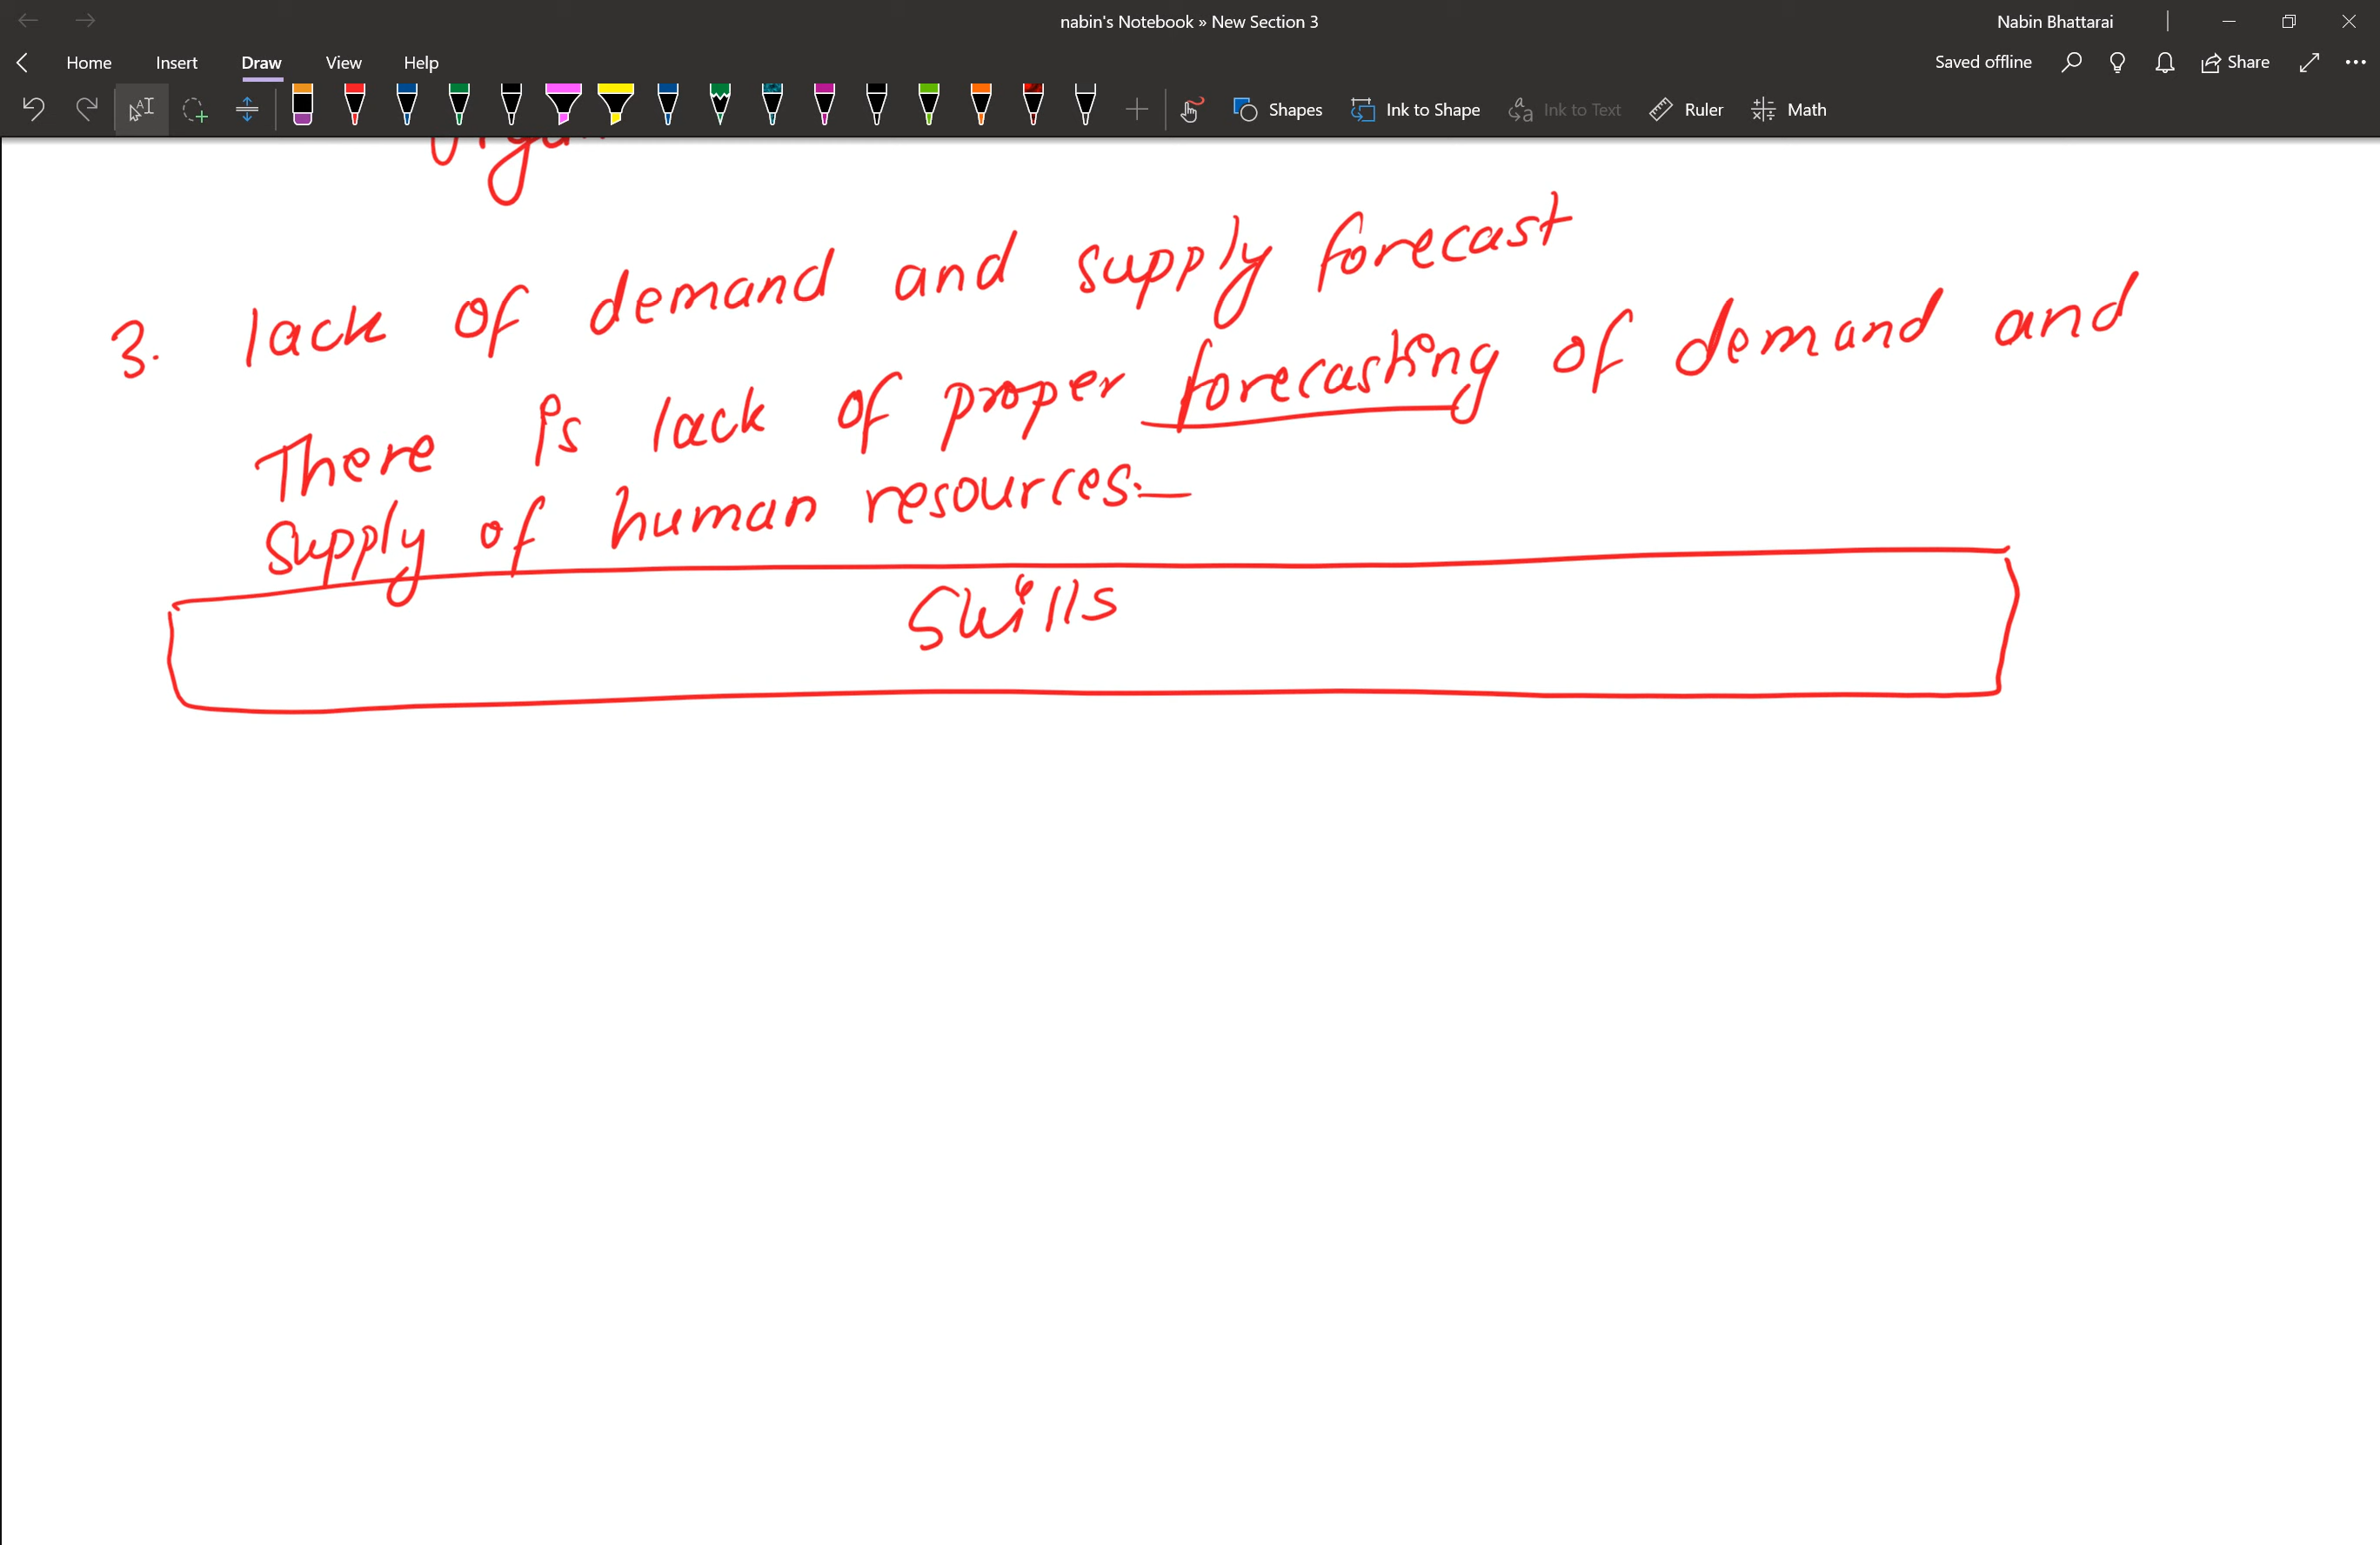 nabin's Notebook » New Section 3
Nabin Bhattarai
Home Insert Draw View Help
Saved offline
Share
Shapes Ink to Shape Ink to Text Ruler Math
3. lack of demand and supply forecast
There is lack of proper forecasting of demand and
supply of human resources.—
Skills